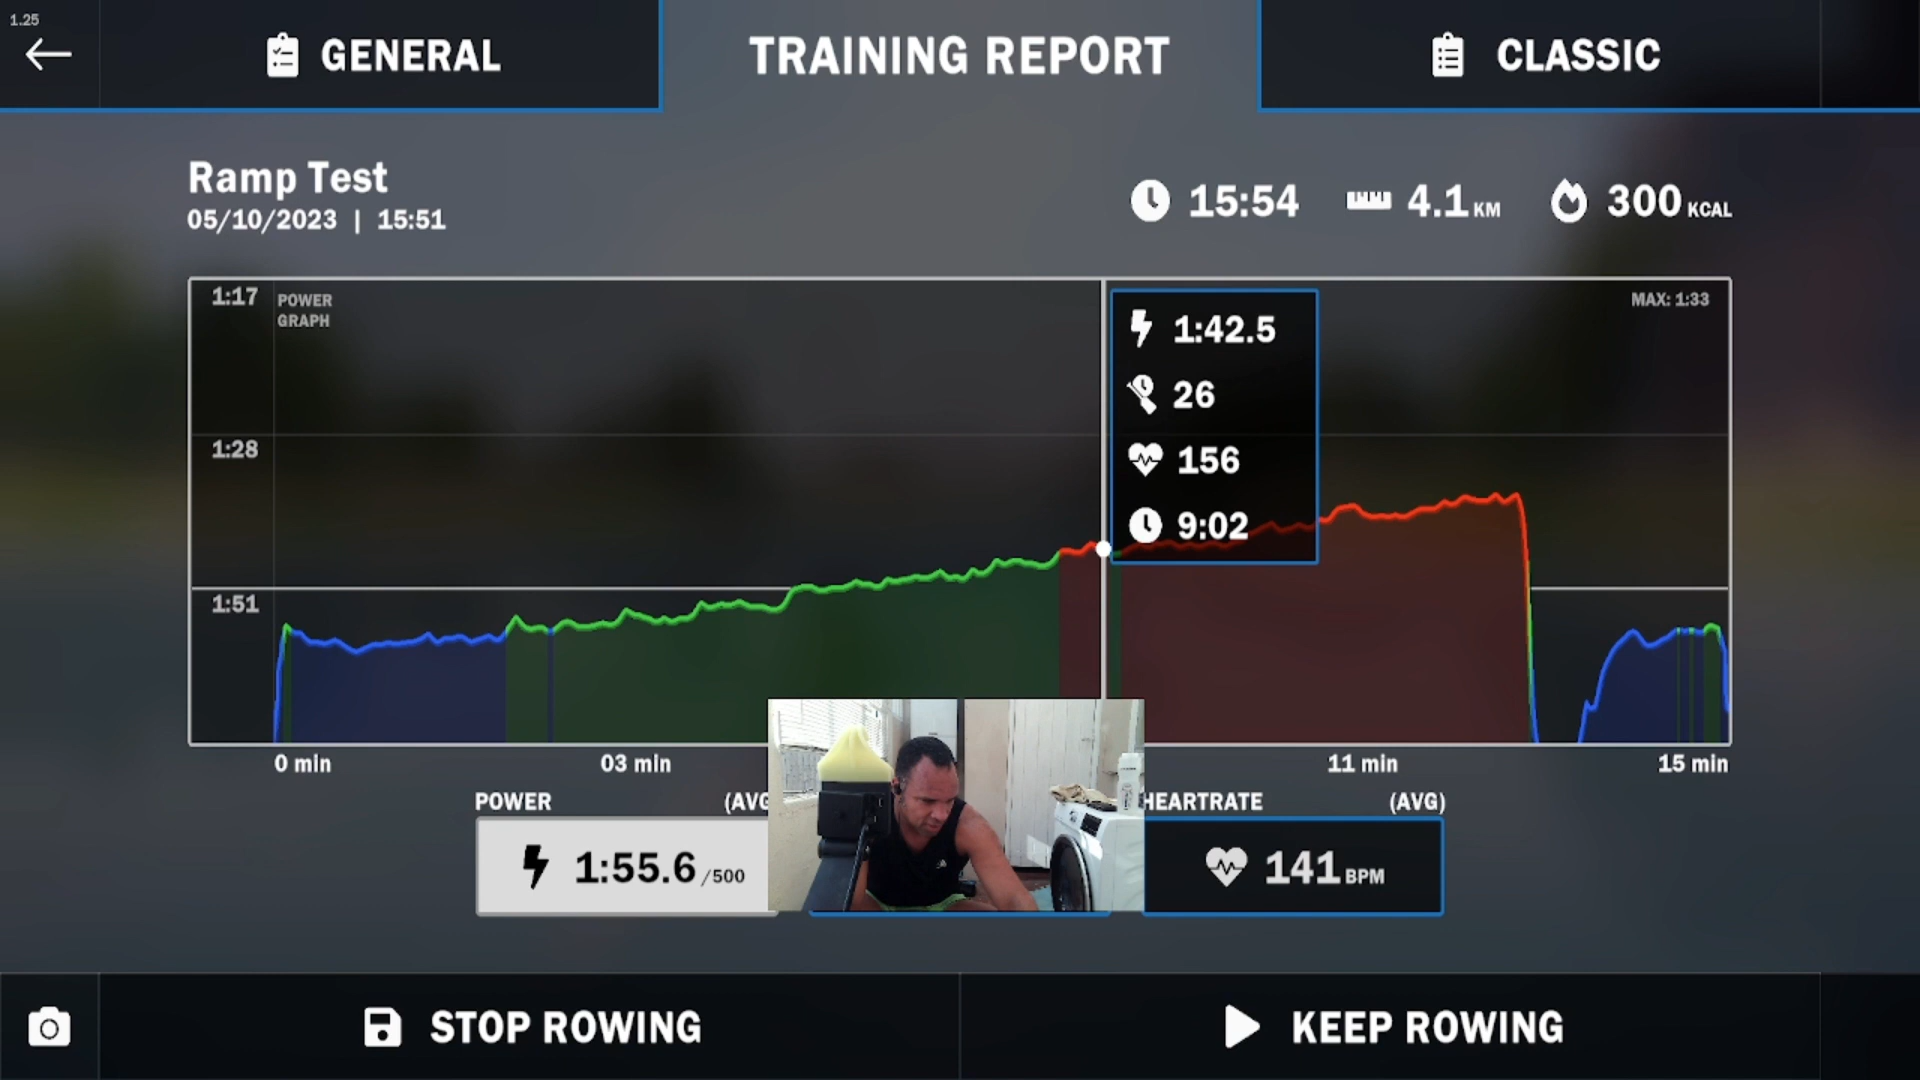 1.25
GENERAL
TRAINING REPORT
CLASSIC
Ramp Test
05/10/2023 | 15:51
15:54
4.1 KM
300 KCAL
1:17
POWER
GRAPH
MAX: 1:33
1:42.5
26
1:28
156
9:02
1:51
0 min
03 min
11 min
15 min
POWER (AVG
HEARTRATE (AVG)
1:55.6 /500
141 BPM
STOP ROWING
KEEP ROWING